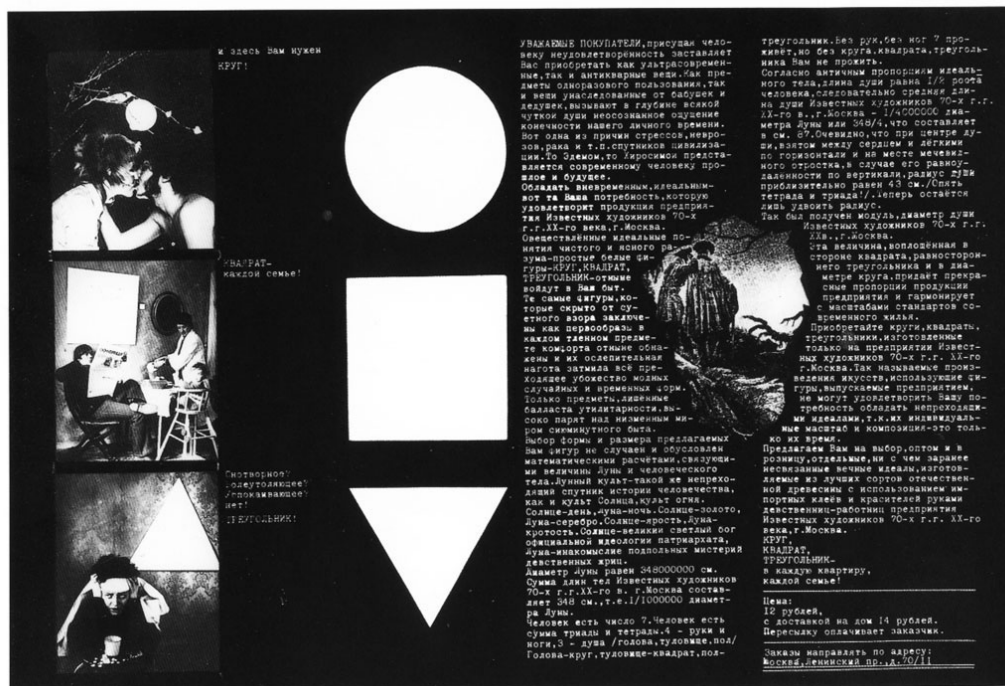 и здесь Вам нужен
КРУГ!
КВАДРАТ-
каждой семье!
Снотворное?
Болеутоляющее?
Успокаивающее?
нет!
ТРЕУГОЛЬНИК!
УВАЖАЕМЫЕ ПОКУПАТЕЛИ,присущая чело-
веку неудовлетворённость заставляет
Вас приобретать как ультрасовремен-
ные,так и антикварные вещи.Как пре-
дметы одноразового пользования,так
и вещи унаследованные от бабушек и
дедушек,вызывают в глубине всякой
чуткой души неосознанное ощущение
конечности нашего личного времени.
Вот одна из причин стрессов,невро-
зов,рака и т.п.спутников цивилиза-
ции.То Эдемом,то Хиросимой предста-
вляется современному человеку про-
шлое и будущее.
Обладать вневременным,идеальным-
вот та Ваша потребность,которую
удовлетворит продукция предприя-
тия Известных художников 70-х
г.г.XX-го века,г.Москва.
Овеществлённые идеальные по-
нятия чистого и ясного ра-
зума-простые белые фи-
гуры-КРУГ,КВАДРАТ,
ТРЕУГОЛЬНИК-отныне
войдут в Ваш быт.
Те самые фигуры,ко-
торые скрыто от су-
етного взора заключе-
мы как первообразы в
каждом тленном предме-
те комфорта отныне обна-
жены и их ослепительная
нагота затмила всё пре-
ходящее убожество модных
случайных и временных форм.
Только предметы,лишенные
балласта утилитарности,вы-
соко парят над низменным ми-
ром сиюминутного быта.
Выбор формы и размера предлагаемых
Вам фигур не случаен и обусловлен
математическими расчётами,связующи-
ми величины Луны и человеческого
тела.Лунный культ-такой же непрехо-
дящий спутник истории человечества,
как и культ Солнца,культ огня.
Солнце-день,луна-ночь.Солнце-золото,
Луна-серебро.Солнце-ярость,Луна-
кротость.Солнце-великий светлый бог
официальной идеологии патриархата,
Луна-инакомыслие подпольных мистерий
девственных жриц.
Диаметр Луны равен 348000000 см.
Сумма длин тел Известных художников
70-х г.г.XX-го в. г.Москва состав-
ляет 348 см.,т.е.1/1000000 диамет-
ра Луны.
Человек есть число 7.Человек есть
сумма триады и тетрады.4 - руки и
ноги,3 - душа /голова,туловище,пол/
Голова-круг,туловище-квадрат,пол-
треугольник.Без рук,без ног ? про-
живёт,но без круга,квадрата,треуголь-
ника Вам не прожить.
Согласно античным пропорциям идеаль-
ного тела,длина души равна 1/2 роста
человека,следовательно средняя дли-
на души Известных художников 70-х г.г.
XX-го в.,г.Москва - 1/4000000 диа-
метра Луны или 348/4,что составляет
в см. 87.Очевидно,что при центре ду-
ши,взятом между сердцем и лёгкими
по горизонтали и на месте мечевид-
ного отростка,в случае его равноу-
далённости по вертикали,радиус души
приблизительно равен 43 см./Опять
тетрада и триада!/Теперь остаётся
лишь удвоить радиус.
Так был получен модуль,диаметр души
Известных художников 70-х г.г.
XXв.,г.Москва.
Эта величина,воплощённая в
стороне квадрата,равносторон-
него треугольника и в диа-
метре круга,придаёт прекра-
сные пропорции продукции
предприятия и гармонирует
с масштабами стандартов со-
временного жилья.
Приобретайте круги,квадраты,
треугольники,изготовленные
только на предприятии Извест-
ных художников 70-х г.г. XX-го
г.Москва.Так называемые произ-
ведения икусств,использующие фи-
гуры,выпускаемые предприятием,
не могут удовлетворить Вашу по-
требность обладать непреходящи-
ми идеалами,т.к.их индивидуаль-
ные масштаб и композиция-это толь-
ко их время.
Предлагаем Вам на выбор,оптом и в
розницу,отдельные,ни с чем заранее
несвязанные вечные идеалы,изготов-
ляемые из лучших сортов отечествен-
ной древесины с использованием им-
портных клеёв и красителей руками
девственниц-работниц предприятия
Известных художников 70-х г.г. XX-го
века,г.Москва.
КРУГ,
КВАДРАТ,
ТРЕУГОЛЬНИК-
в каждую квартиру,
каждой семье!
Цена:
12 рублей,
с доставкой на дом 14 рублей.
Пересылку оплачивает заказчик.
Заказы направлять по адресу:
Москва,Ленинский пр.,д.70/11